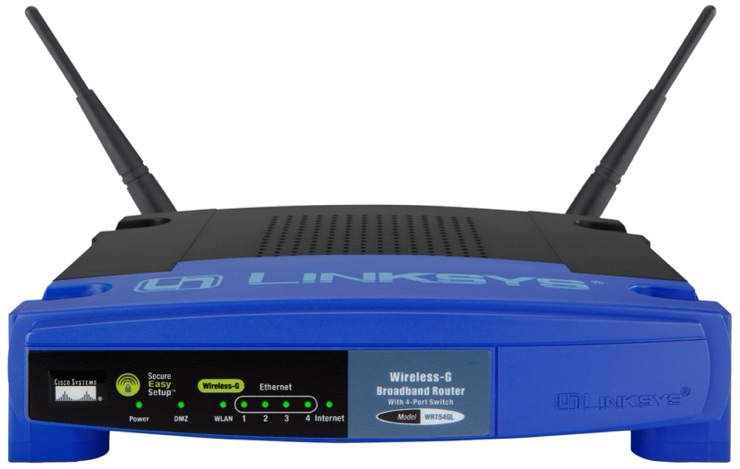 LINKSYS®
CISCO SYSTEMS
®
Secure
Easy
Setup™
Wireless-G
Ethernet
Power
DMZ
WLAN
1 2 3 4
Internet
Wireless-G
Broadband Router
With 4-Port Switch
Model WRT54GL
LINKSYS®